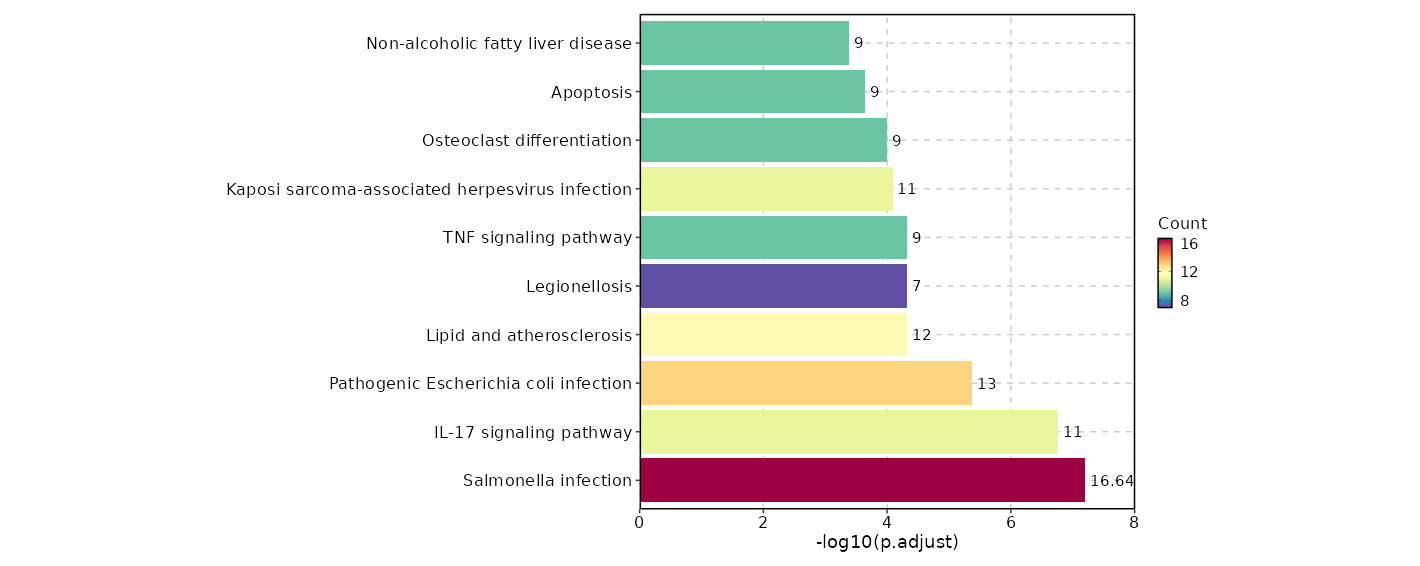 Non-alcoholic fatty liver disease 9
Apoptosis 9
Osteoclast differentiation 9
Kaposi sarcoma-associated herpesvirus infection 11
TNF signaling pathway 9
Legionellosis 7
Lipid and atherosclerosis 12
Pathogenic Escherichia coli infection 13
IL-17 signaling pathway 11
Salmonella infection 16.64
0 2 4 6 8
-log10(p.adjust)
Count
16
12
8